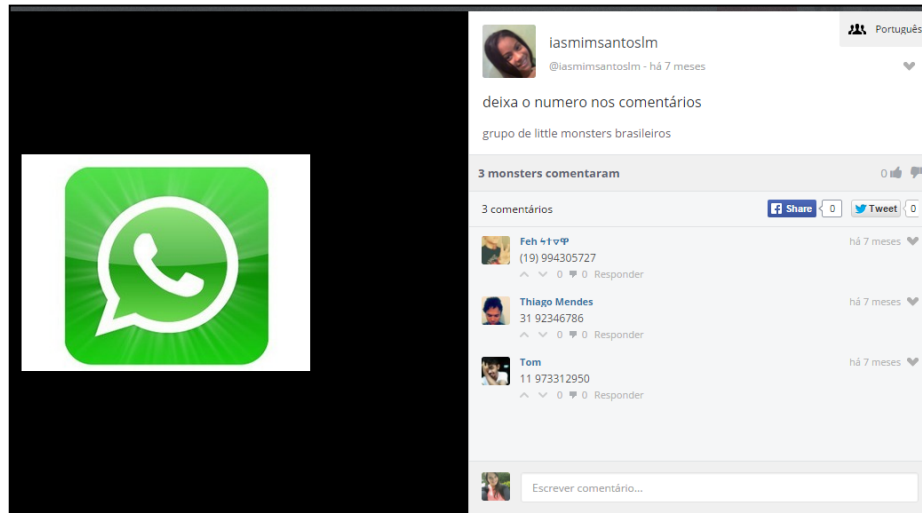 Português
iasmimsantoslm
@iasmimsantoslm - há 7 meses
deixa o numero nos comentários
grupo de little monsters brasileiros
3 monsters comentaram
0
3 comentários
Share 0 Tweet 0
Feh ϟ†▿Ⴔ há 7 meses
(19) 994305727
0 0 Responder
Thiago Mendes há 7 meses
31 92346786
0 0 Responder
Tom há 7 meses
11 973312950
0 0 Responder
Escrever comentário...